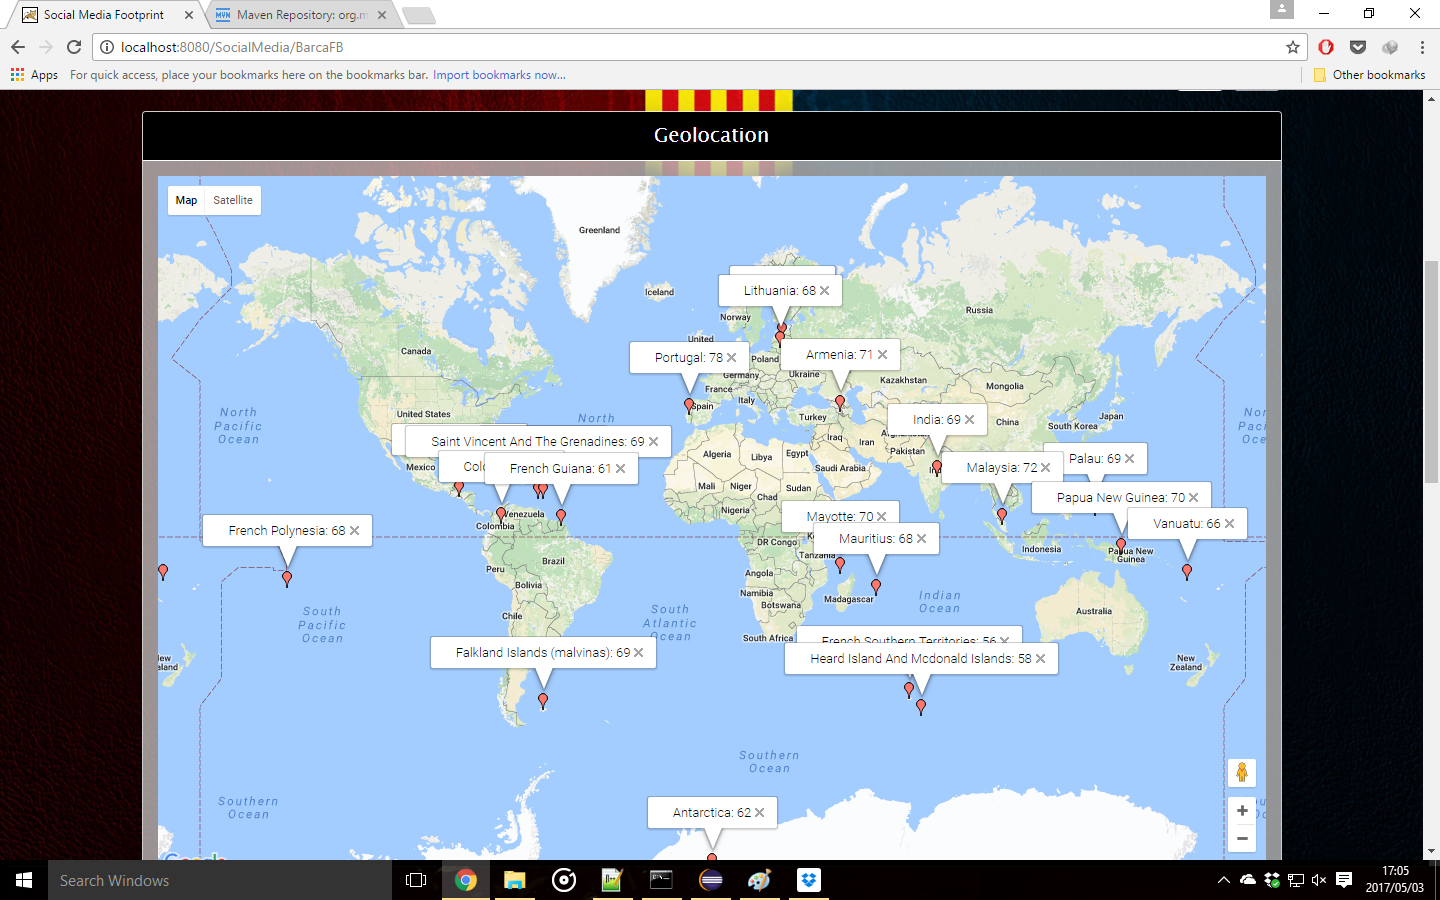 Social Media Footprint
Maven Repository: org.m
localhost:8080/SocialMedia/BarcaFB
Apps
For quick access, place your bookmarks here on the bookmarks bar. Import bookmarks now...
Other bookmarks
Geolocation
Map
Satellite
Greenland
Iceland
Lithuania: 68
Russia
Norway
United
Canada
Portugal: 78
Poland
Armenia: 71
Germany
Ukraine
France
Kazakhstan
Mongolia
Italy
Spain
United States
Turkey
India: 69
China
Japan
South Korea
North
Pacific
Ocean
North
Saint Vincent And The Grenadines: 69
Iraq
Iran
Pakistan
Algeria
Libya
Egypt
Mexico
French Guiana: 61
Saudi Arabia
Malaysia: 72
Palau: 69
Mali
Niger
Sudan
Chad
Papua New Guinea: 70
Venezuela
Nigeria
Mayotte: 70
Vanuatu: 66
Colombia
French Polynesia: 68
DR Congo
Mauritius: 68
Indonesia
Papua New
Guinea
Tanzania
Peru
Brazil
Bolivia
Angola
Namibia
Botswana
Madagascar
Indian
Ocean
Australia
South
Pacific
Ocean
Chile
South
Atlantic
Ocean
South Africa
French Southern Territories: 56
Falkland Islands (malvinas): 69
Heard Island And Mcdonald Islands: 58
New
Zealand
Southern
Ocean
Southern
Ocean
Antarctica: 62
Search Windows
17:05
2017/05/03